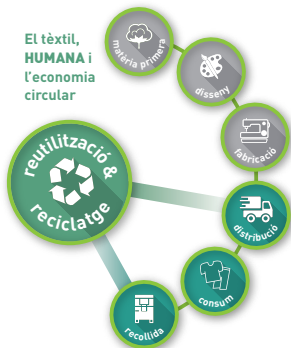 El tèxtil,
HUMANA i
l'economia
circular
matèria primera
disseny
fabricació
reutilització &
reciclatge
distribució
consum
recollida